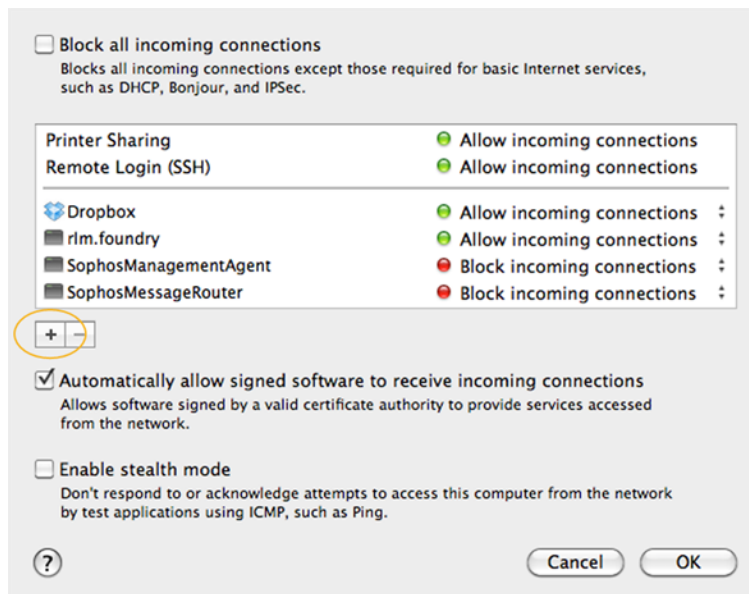 Block all incoming connections
Blocks all incoming connections except those required for basic Internet services,
such as DHCP, Bonjour, and IPSec.
Printer Sharing Allow incoming connections
Remote Login (SSH) Allow incoming connections
Dropbox Allow incoming connections
rlm.foundry Allow incoming connections
SophosManagementAgent Block incoming connections
SophosMessageRouter Block incoming connections
+ −
Automatically allow signed software to receive incoming connections
Allows software signed by a valid certificate authority to provide services accessed
from the network.
Enable stealth mode
Don't respond to or acknowledge attempts to access this computer from the network
by test applications using ICMP, such as Ping.
? Cancel OK